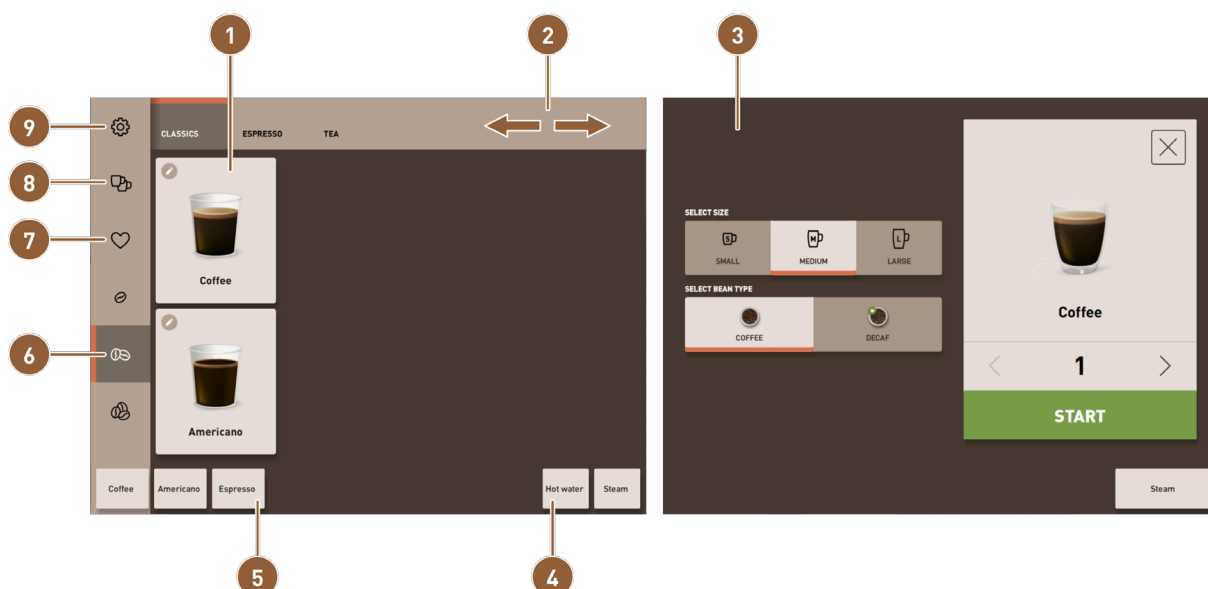 1
2
3
9
CLASSICS
ESPRESSO
TEA
8
7
Coffee
6
Americano
Coffee
Americano
Espresso
Hot water
Steam
5
4
SELECT SIZE
S
M
L
SMALL
MEDIUM
LARGE
SELECT BEAN TYPE
COFFEE
DECAF
Coffee
1
START
Steam